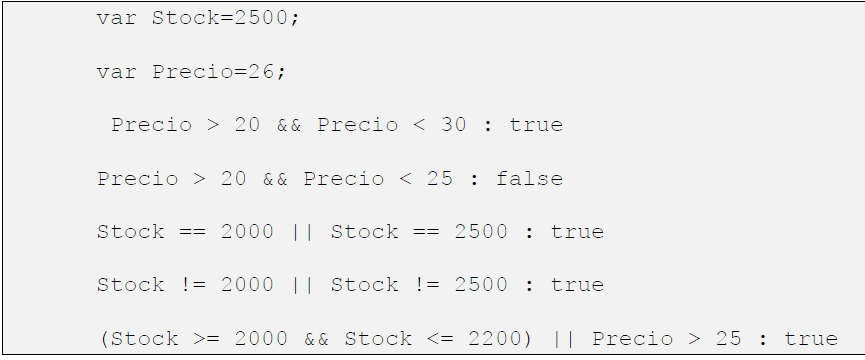 var Stock=2500;
var Precio=26;
Precio > 20 && Precio < 30 : true
Precio > 20 && Precio < 25 : false
Stock == 2000 || Stock == 2500 : true
Stock != 2000 || Stock != 2500 : true
(Stock >= 2000 && Stock <= 2200) || Precio > 25 : true